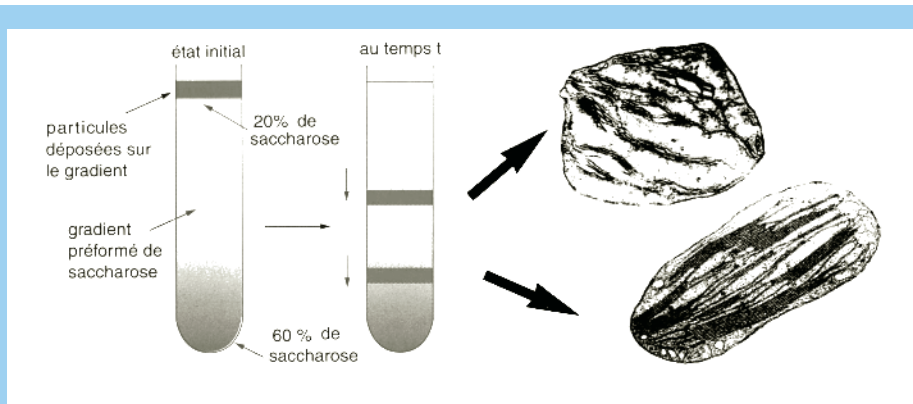 état initial
au temps t
particules
déposées sur
le gradient
20% de
saccharose
gradient
préformé de
saccharose
60 % de
saccharose